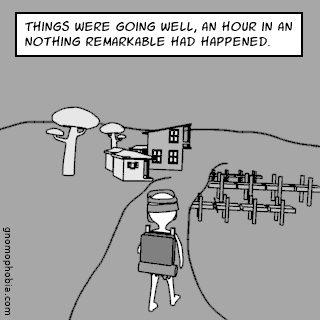 THINGS WERE GOING WELL, AN HOUR IN AN
NOTHING REMARKABLE HAD HAPPENED.
gnomophobia.com